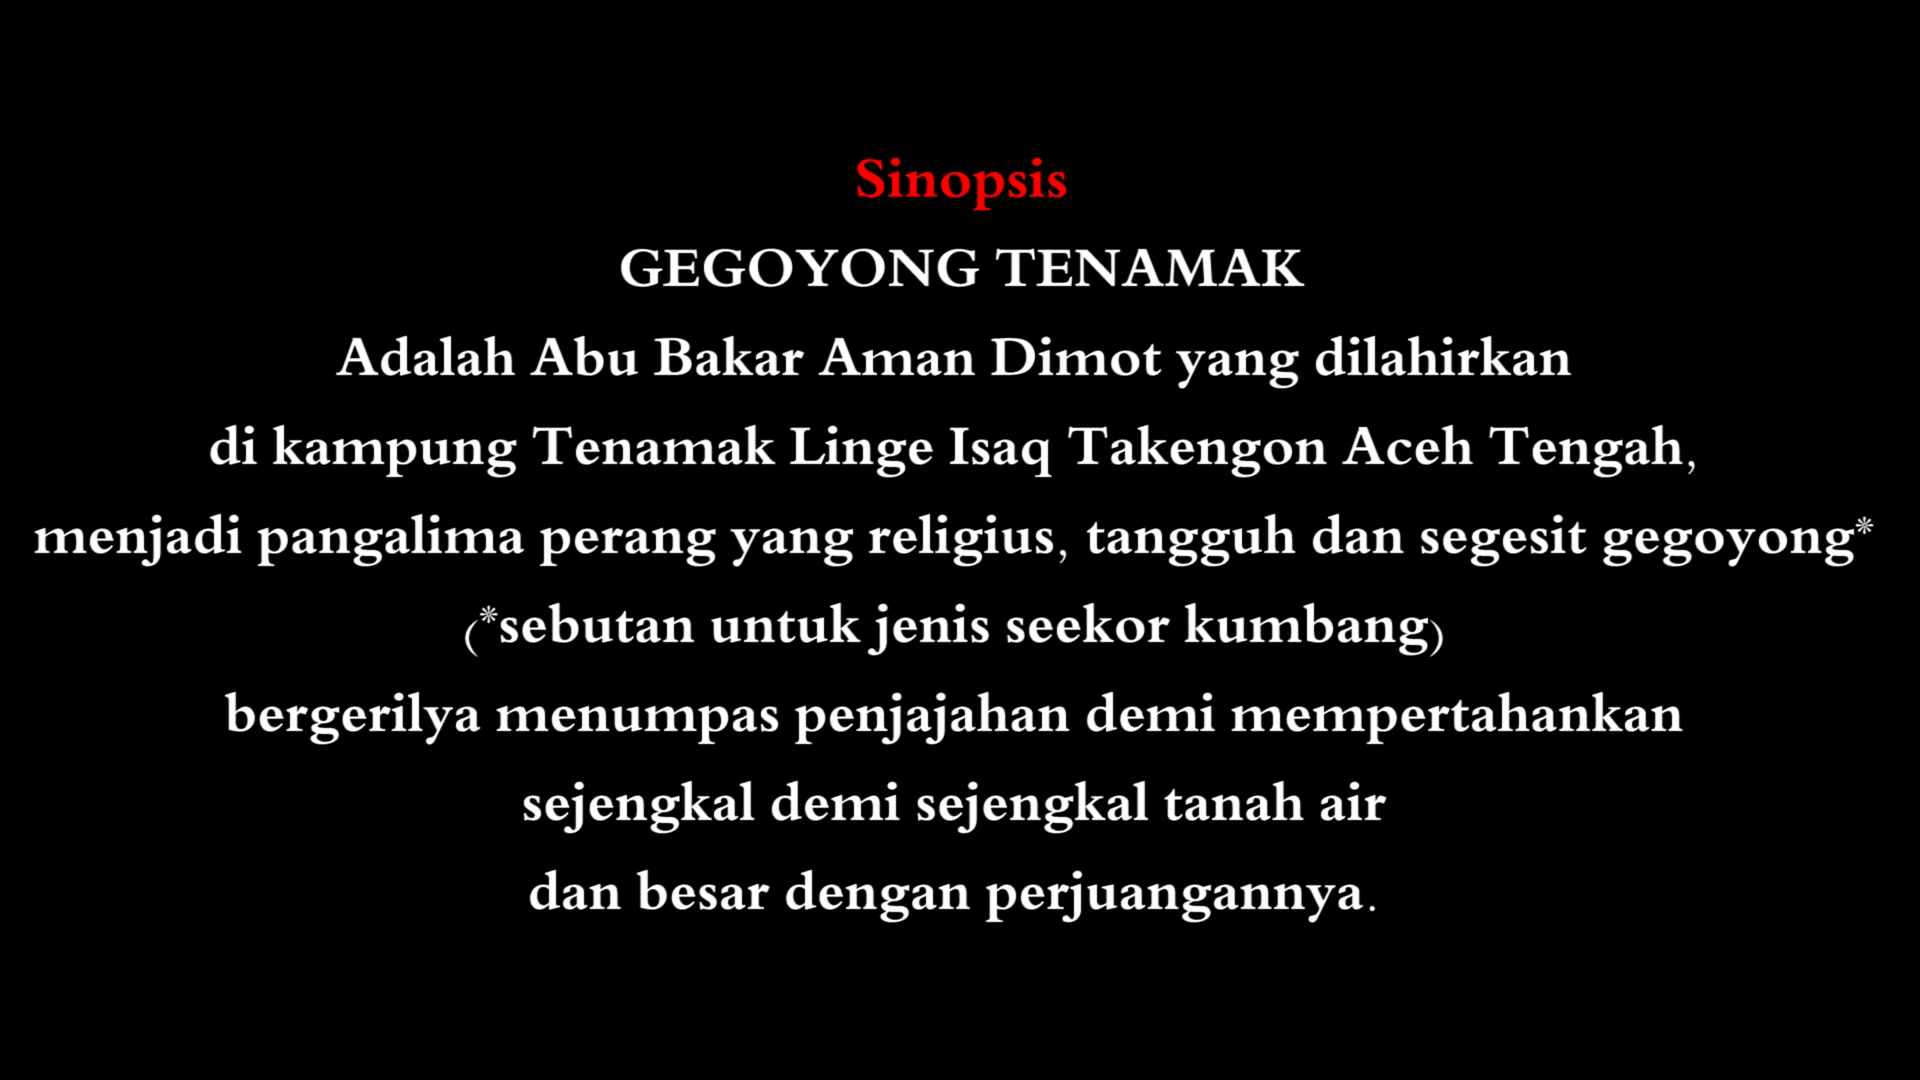 Sinopsis
GEGOYONG TENAMAK
Adalah Abu Bakar Aman Dimot yang dilahirkan
di kampung Tenamak Linge Isaq Takengon Aceh Tengah,
menjadi pangalima perang yang religius, tangguh dan segesit gegoyong*
(*sebutan untuk jenis seekor kumbang)
bergerilya menumpas penjajahan demi mempertahankan
sejengkal demi sejengkal tanah air
dan besar dengan perjuangannya.